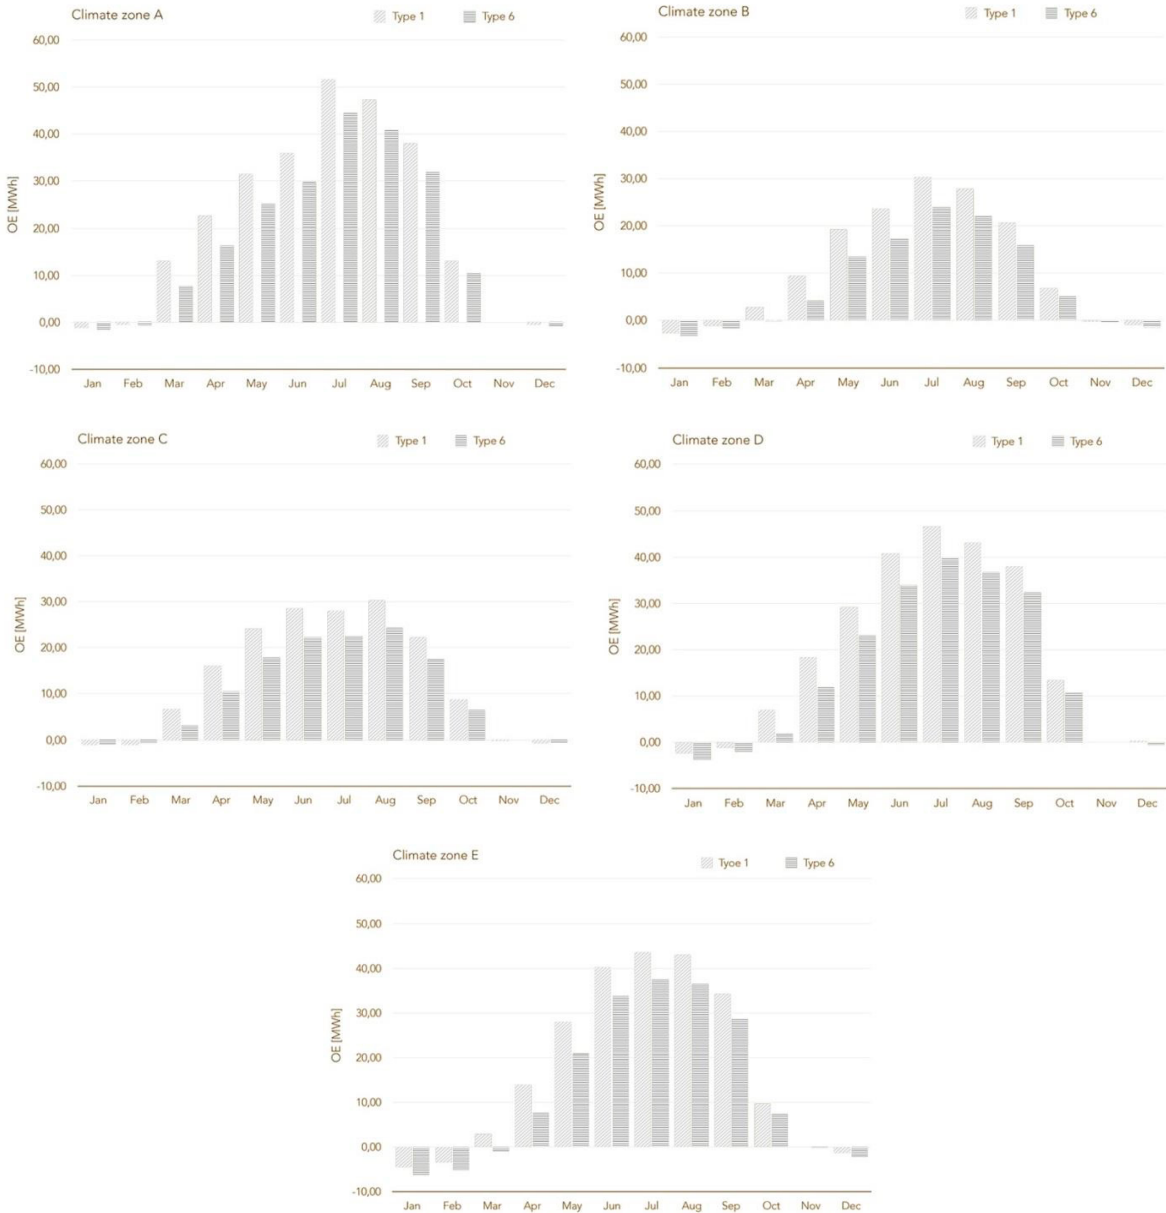 Climate zone A Type 1 Type 6
60,00
50,00
40,00
30,00
20,00
10,00
0,00
-10,00
OE [MWh]
Jan Feb Mar Apr May Jun Jul Aug Sep Oct Nov Dec
Climate zone B Type 1 Type 6
60,00
50,00
40,00
30,00
20,00
10,00
0,00
-10,00
OE [MWh]
Jan Feb Mar Apr May Jun Jul Aug Sep Oct Nov Dec
Climate zone C Type 1 Type 6
60,00
50,00
40,00
30,00
20,00
10,00
0,00
-10,00
OE [MWh]
Jan Feb Mar Apr May Jun Jul Aug Sep Oct Nov Dec
Climate zone D Type 1 Type 6
60,00
50,00
40,00
30,00
20,00
10,00
0,00
-10,00
OE [MWh]
Jan Feb Mar Apr May Jun Jul Aug Sep Oct Nov Dec
Climate zone E Tyoe 1 Type 6
60,00
50,00
40,00
30,00
20,00
10,00
0,00
-10,00
OE [MWh]
Jan Feb Mar Apr May Jun Jul Aug Sep Oct Nov Dec